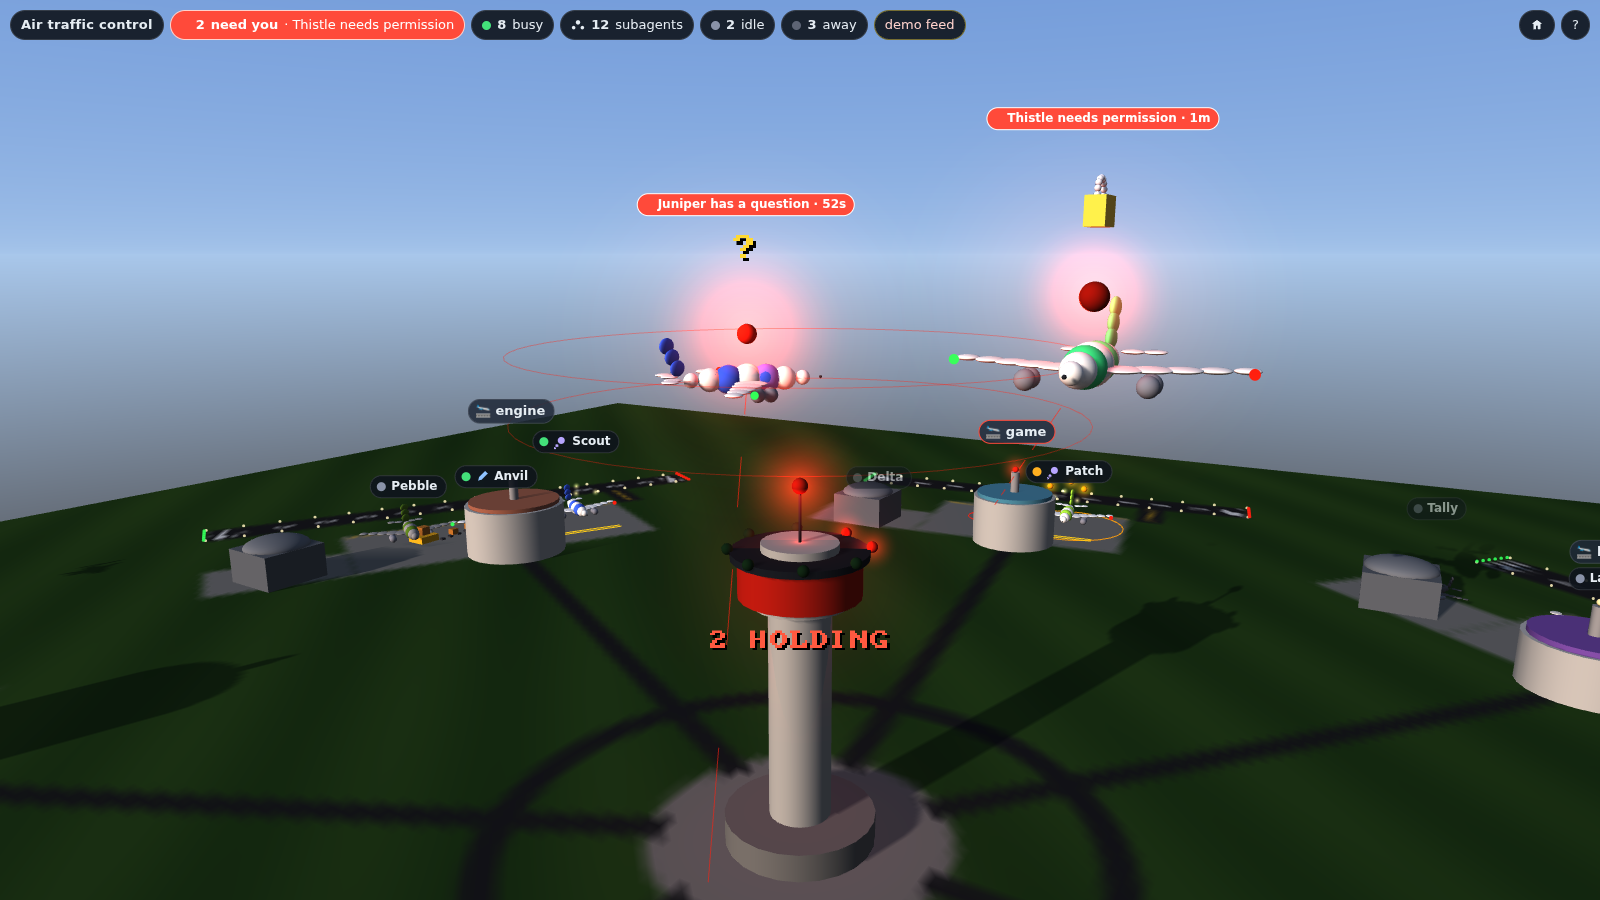 Air traffic control
2 need you · Thistle needs permission
8 busy
12 subagents
2 idle
3 away
demo feed
?
Thistle needs permission · 1m
Juniper has a question · 52s
?
engine
game
Scout
Patch
Anvil
Delta
Pebble
Tally
2 HOLDING